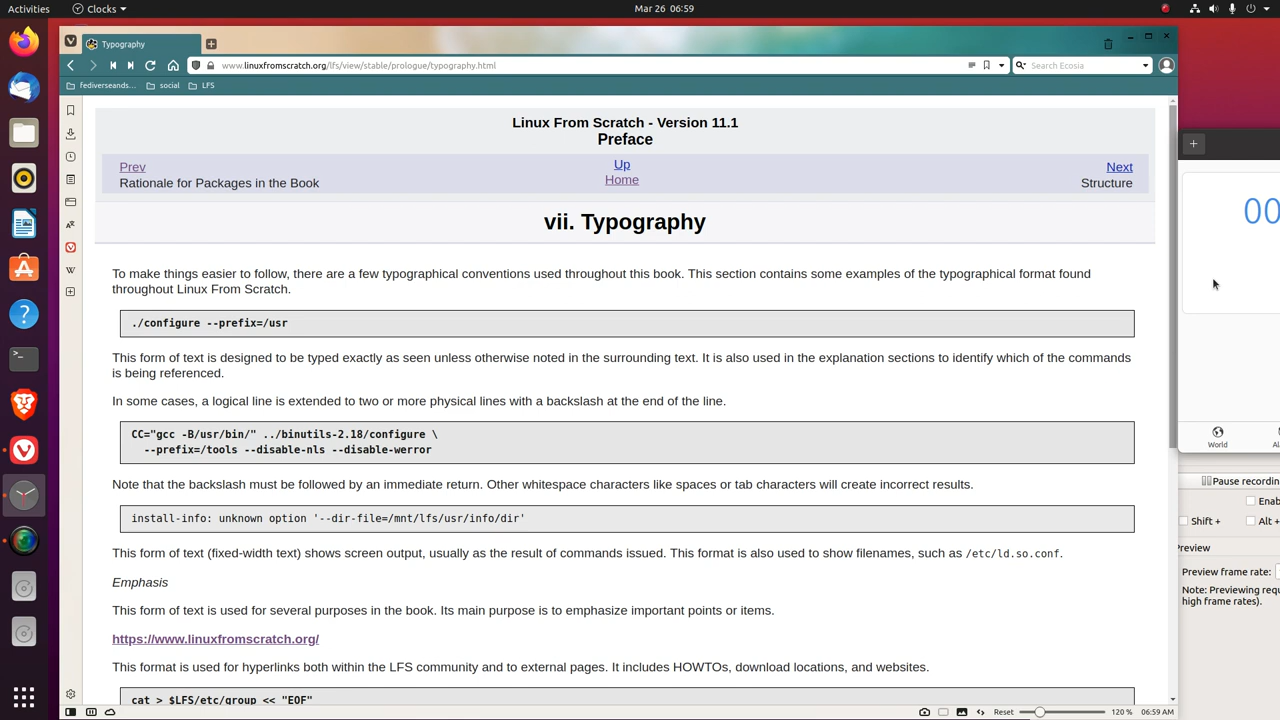 Activities
Clocks
Mar 26 06:59
Typography
www.linuxfromscratch.org/lfs/view/stable/prologue/typography.html
Search Ecosia
fediverseands...
social
LFS
Linux From Scratch - Version 11.1
Preface
Prev
Up
Next
Rationale for Packages in the Book
Home
Structure
vii. Typography
To make things easier to follow, there are a few typographical conventions used throughout this book. This section contains some examples of the typographical format found
throughout Linux From Scratch.
./configure --prefix=/usr
This form of text is designed to be typed exactly as seen unless otherwise noted in the surrounding text. It is also used in the explanation sections to identify which of the commands
is being referenced.
In some cases, a logical line is extended to two or more physical lines with a backslash at the end of the line.
CC="gcc -B/usr/bin/" ../binutils-2.18/configure \
--prefix=/tools --disable-nls --disable-werror
Note that the backslash must be followed by an immediate return. Other whitespace characters like spaces or tab characters will create incorrect results.
install-info: unknown option '--dir-file=/mnt/lfs/usr/info/dir'
This form of text (fixed-width text) shows screen output, usually as the result of commands issued. This format is also used to show filenames, such as /etc/ld.so.conf.
Emphasis
This form of text is used for several purposes in the book. Its main purpose is to emphasize important points or items.
https://www.linuxfromscratch.org/
This format is used for hyperlinks both within the LFS community and to external pages. It includes HOWTOs, download locations, and websites.
cat > $LFS/etc/group << "EOF"
Reset
120 %
06:59 AM
00
World
Al
Pause recordin
Enab
Shift +
Alt +
Preview
Preview frame rate:
Note: Previewing requ
high frame rates).